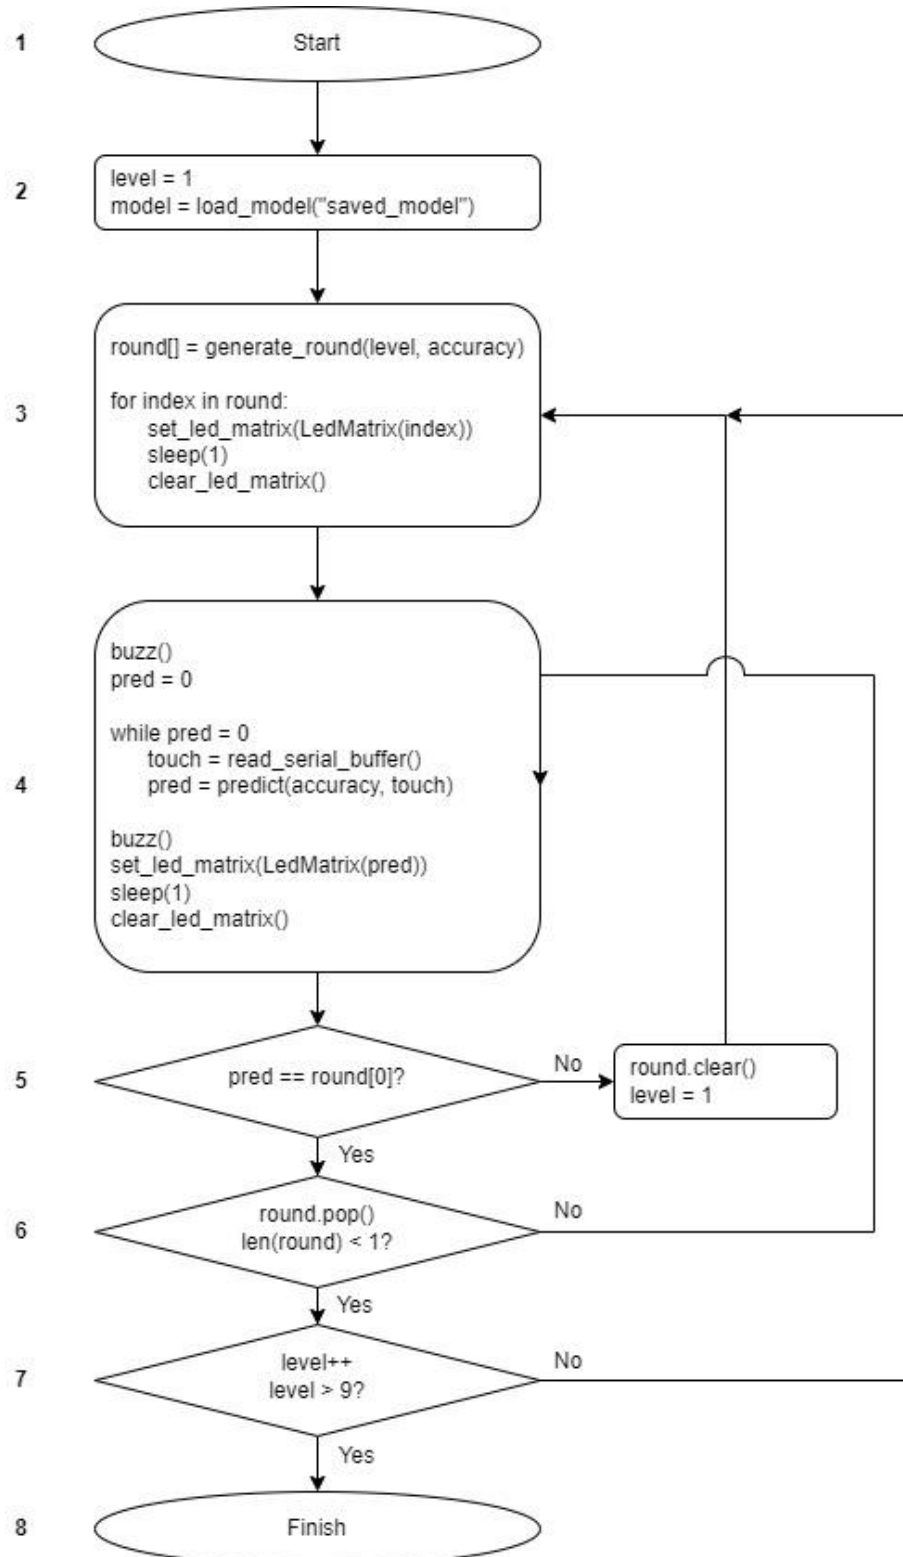 1
Start
2
level = 1
model = load_model("saved_model")
3
round[] = generate_round(level, accuracy)
for index in round:
set_led_matrix(LedMatrix(index))
sleep(1)
clear_led_matrix()
4
buzz()
pred = 0
while pred = 0
touch = read_serial_buffer()
pred = predict(accuracy, touch)
buzz()
set_led_matrix(LedMatrix(pred))
sleep(1)
clear_led_matrix()
5
pred == round[0]?
No
round.clear()
level = 1
Yes
6
round.pop()
len(round) < 1?
No
Yes
7
level++
level > 9?
No
Yes
8
Finish